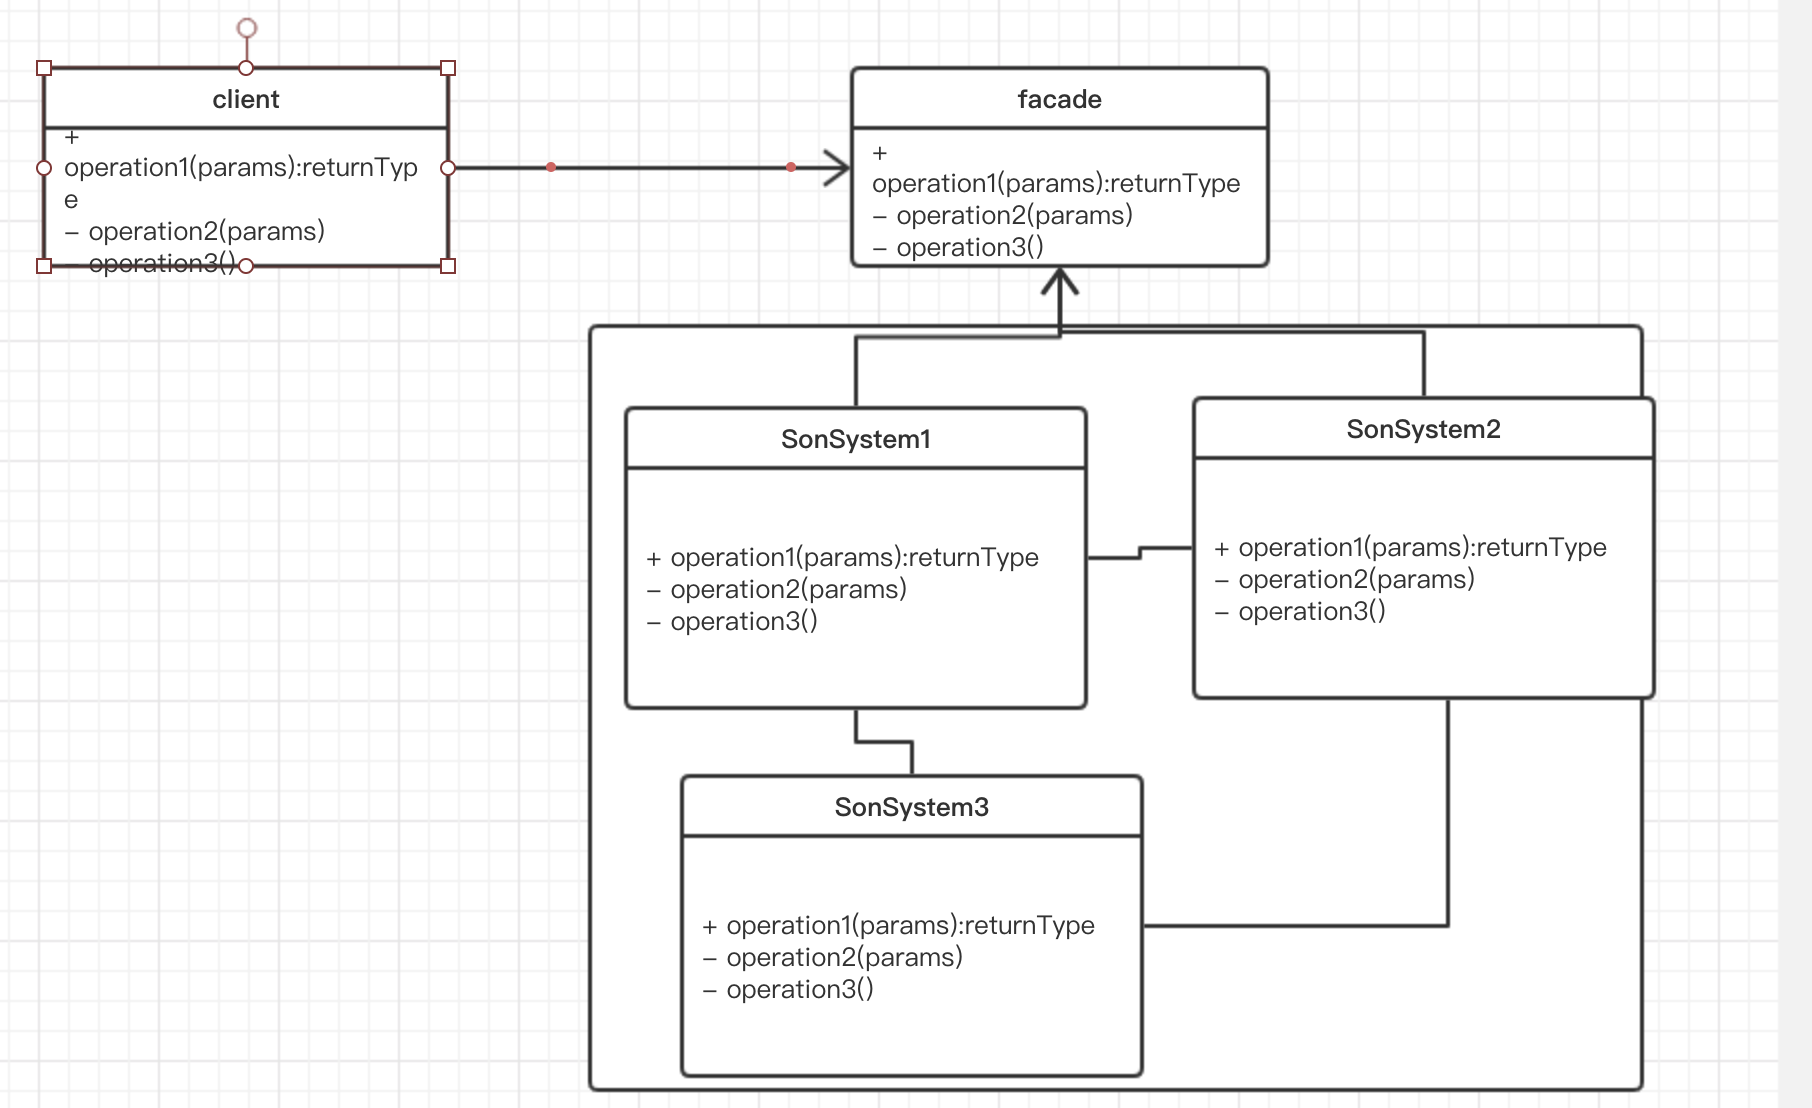 client
+
operation1(params):returnTyp
e
– operation2(params)
– operation3()
facade
+
operation1(params):returnType
– operation2(params)
– operation3()
SonSystem1
+ operation1(params):returnType
– operation2(params)
– operation3()
SonSystem2
+ operation1(params):returnType
– operation2(params)
– operation3()
SonSystem3
+ operation1(params):returnType
– operation2(params)
– operation3()